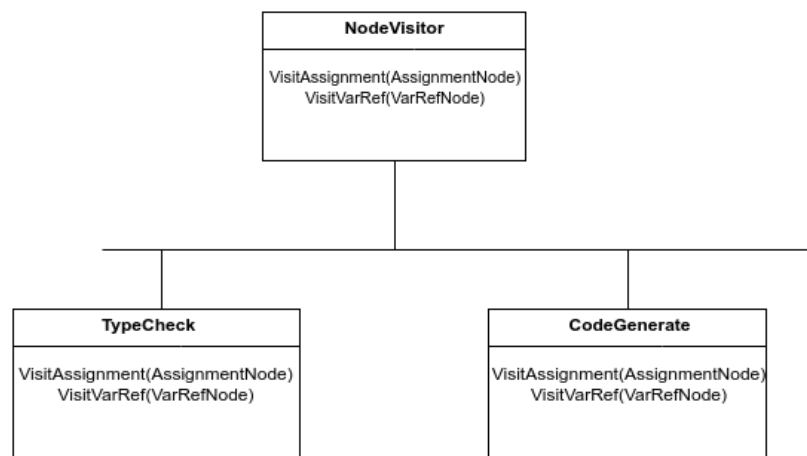 NodeVisitor
VisitAssignment(AssignmentNode)
VisitVarRef(VarRefNode)
TypeCheck
VisitAssignment(AssignmentNode)
VisitVarRef(VarRefNode)
CodeGenerate
VisitAssignment(AssignmentNode)
VisitVarRef(VarRefNode)